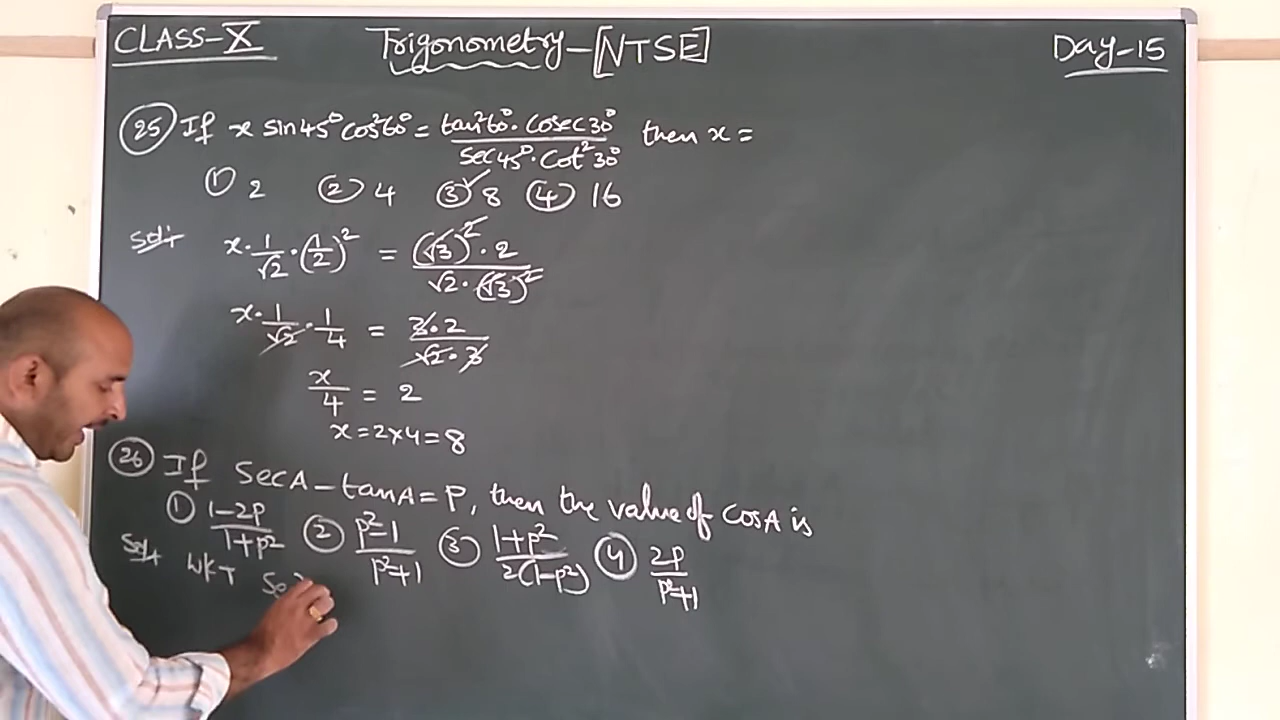 CLASS-X Trigonometry-[NTSE] Day-15
25 If x sin45° cos²60° = tan²60°. Cosec30° / sec45°. Cot²30° then x =
① 2 ② 4 ③✓ 8 ④ 16
Sol:- x·1/√2·(1/2)² = (√3)²·2 / √2·(√3)²
x·1/√2·1/4 = 3·2 / √2·3
x/4 = 2
x=2×4=8
26 If SecA-tanA=P, then the value of CosA is
① 1-2P/1+P² ② P²-1/P²+1 ③ 1+P²/2(1-P²) ④ 2P/P²+1
Sol:- WKT